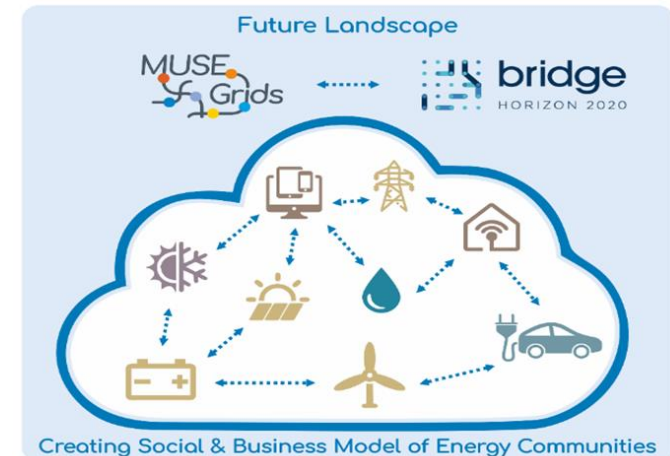 Future Landscape
MUSE
Grids
bridge
HORIZON 2020
Creating Social & Business Model of Energy Communities